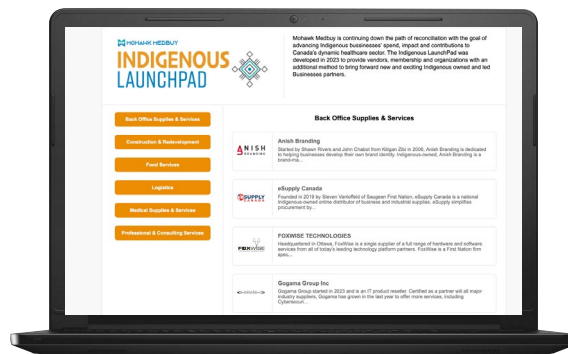 MOHAWK MEDBUY
INDIGENOUS
LAUNCHPAD
Mohawk Medbuy is continuing down the path of reconciliation with the goal of
advancing Indigenous bussinesses' spend, impact and contributions to
Canada's dynamic healthcare sector. The Indigenous LaunchPad was
developed in 2023 to provide vendors, membership and organizations with an
additional method to bring forward new and exciting Indigenous owned and led
Businesses partners.
Back Office Supplies & Services
Construction & Redevelopment
Food Services
Logistics
Medical Supplies & Services
Professional & Consulting Services
Back Office Supplies & Services
ANISH
BRANDING
Anish Branding
Started by Shawn Rivers and John Chabot from Kitigan Zibi in 2006, Anish Branding is dedicated
to helping businesses develop their own brand identity. Indigenous-owned, Anish Branding is a
brand-ma...
SUPPLY
CANADA
eSupply Canada
Founded in 2019 by Steven Vanloffeld of Saugeen First Nation, eSupply Canada is a national
Indigenous-owned online distributor of business and industrial supplies. eSupply simplifies
procurement by...
FOXWISE
FOXWISE TECHNOLOGIES
Headquartered in Ottawa, FoxWise is a single supplier of a full range of hardware and software
services from all of today's leading technology platform partners. FoxWise is a First Nation firm
spec...
Gogama Group Inc
Gogama Group started in 2023 and is an IT product reseller. Certified as a partner will all major
industry suppliers, Gogama has grown in the last year to offer more services, including
Cybersecuri...